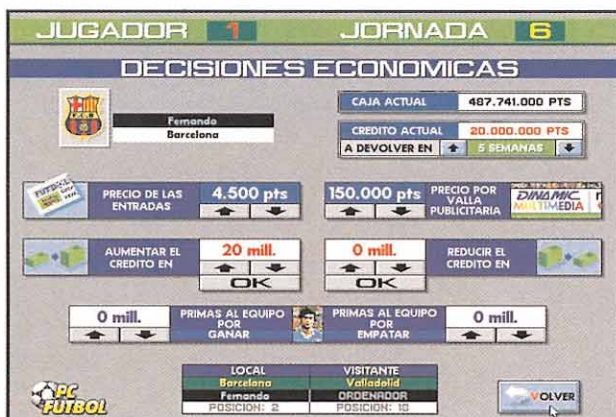 JUGADOR 1 JORNADA 6
DECISIONES ECONOMICAS
Fernando
Barcelona
CAJA ACTUAL 487.741.000 PTS
CREDITO ACTUAL 20.000.000 PTS
A DEVOLVER EN 5 SEMANAS
PRECIO DE LAS ENTRADAS 4.500 pts
150.000 pts PRECIO POR VALLA PUBLICITARIA
DINAMIC MULTIMEDIA
AUMENTAR EL CREDITO EN 20 mill.
OK
0 mill. REDUCIR EL CREDITO EN
OK
0 mill. PRIMAS AL EQUIPO POR GANAR
PRIMAS AL EQUIPO POR EMPATAR 0 mill.
LOCAL VISITANTE
Barcelona Valladolid
Fernando ORDENADOR
POSICION: 2 POSICION: 10
PC FUTBOL
VOLVER